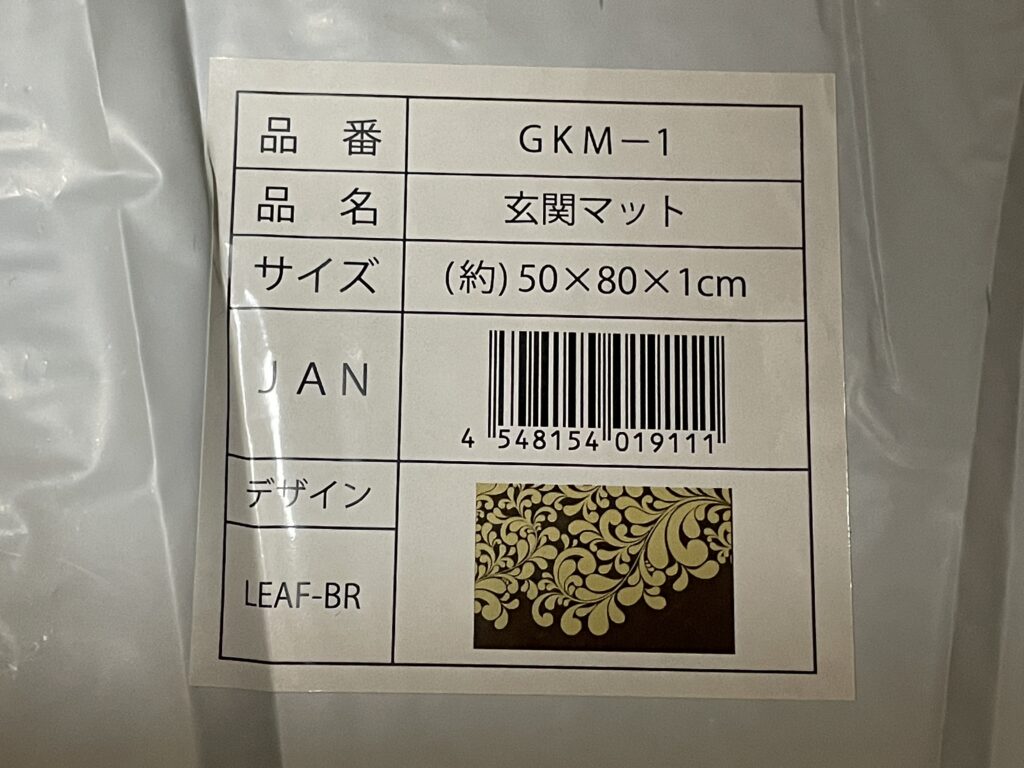 品 番 GKM-1
品 名 玄関マット
サイズ (約) 50×80×1cm
JAN
4 548154 019111
デザイン
LEAF-BR